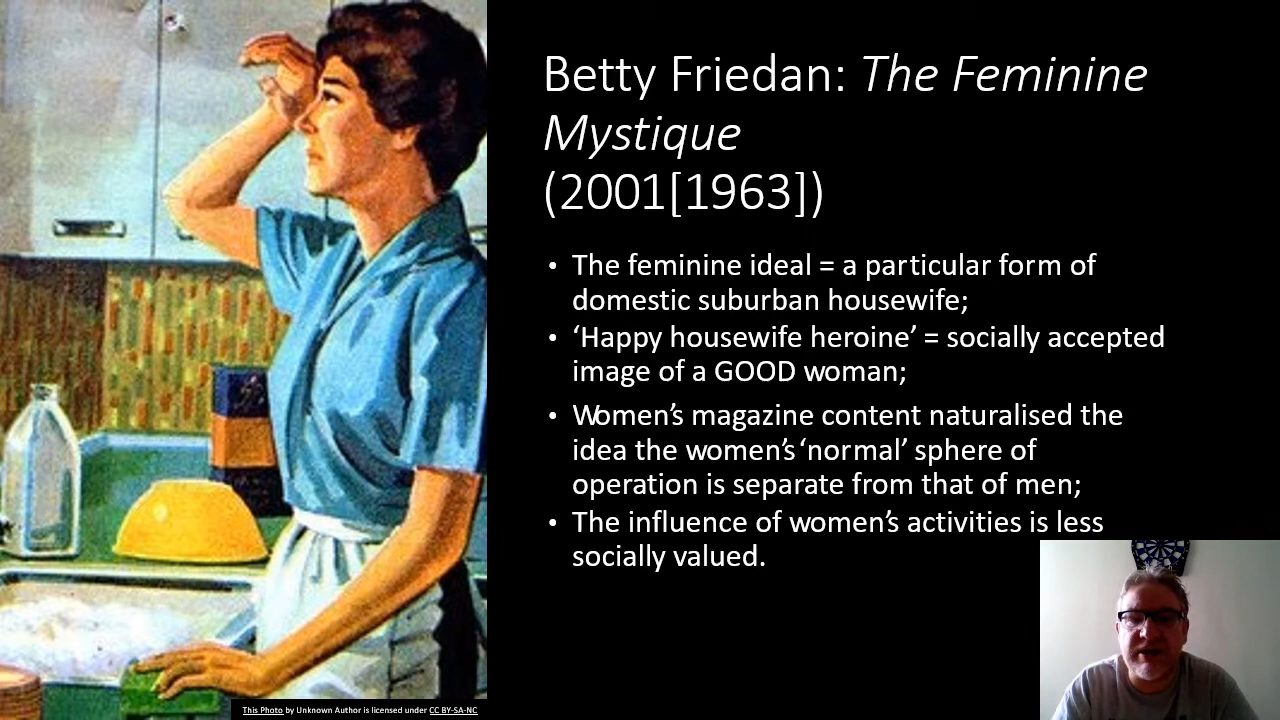 Betty Friedan: The Feminine
Mystique
(2001[1963])
• The feminine ideal = a particular form of
domestic suburban housewife;
• ‘Happy housewife heroine’ = socially accepted
image of a GOOD woman;
• Women’s magazine content naturalised the
idea the women’s ‘normal’ sphere of
operation is separate from that of men;
• The influence of women’s activities is less
socially valued.
This Photo by Unknown Author is licensed under CC BY-SA-NC